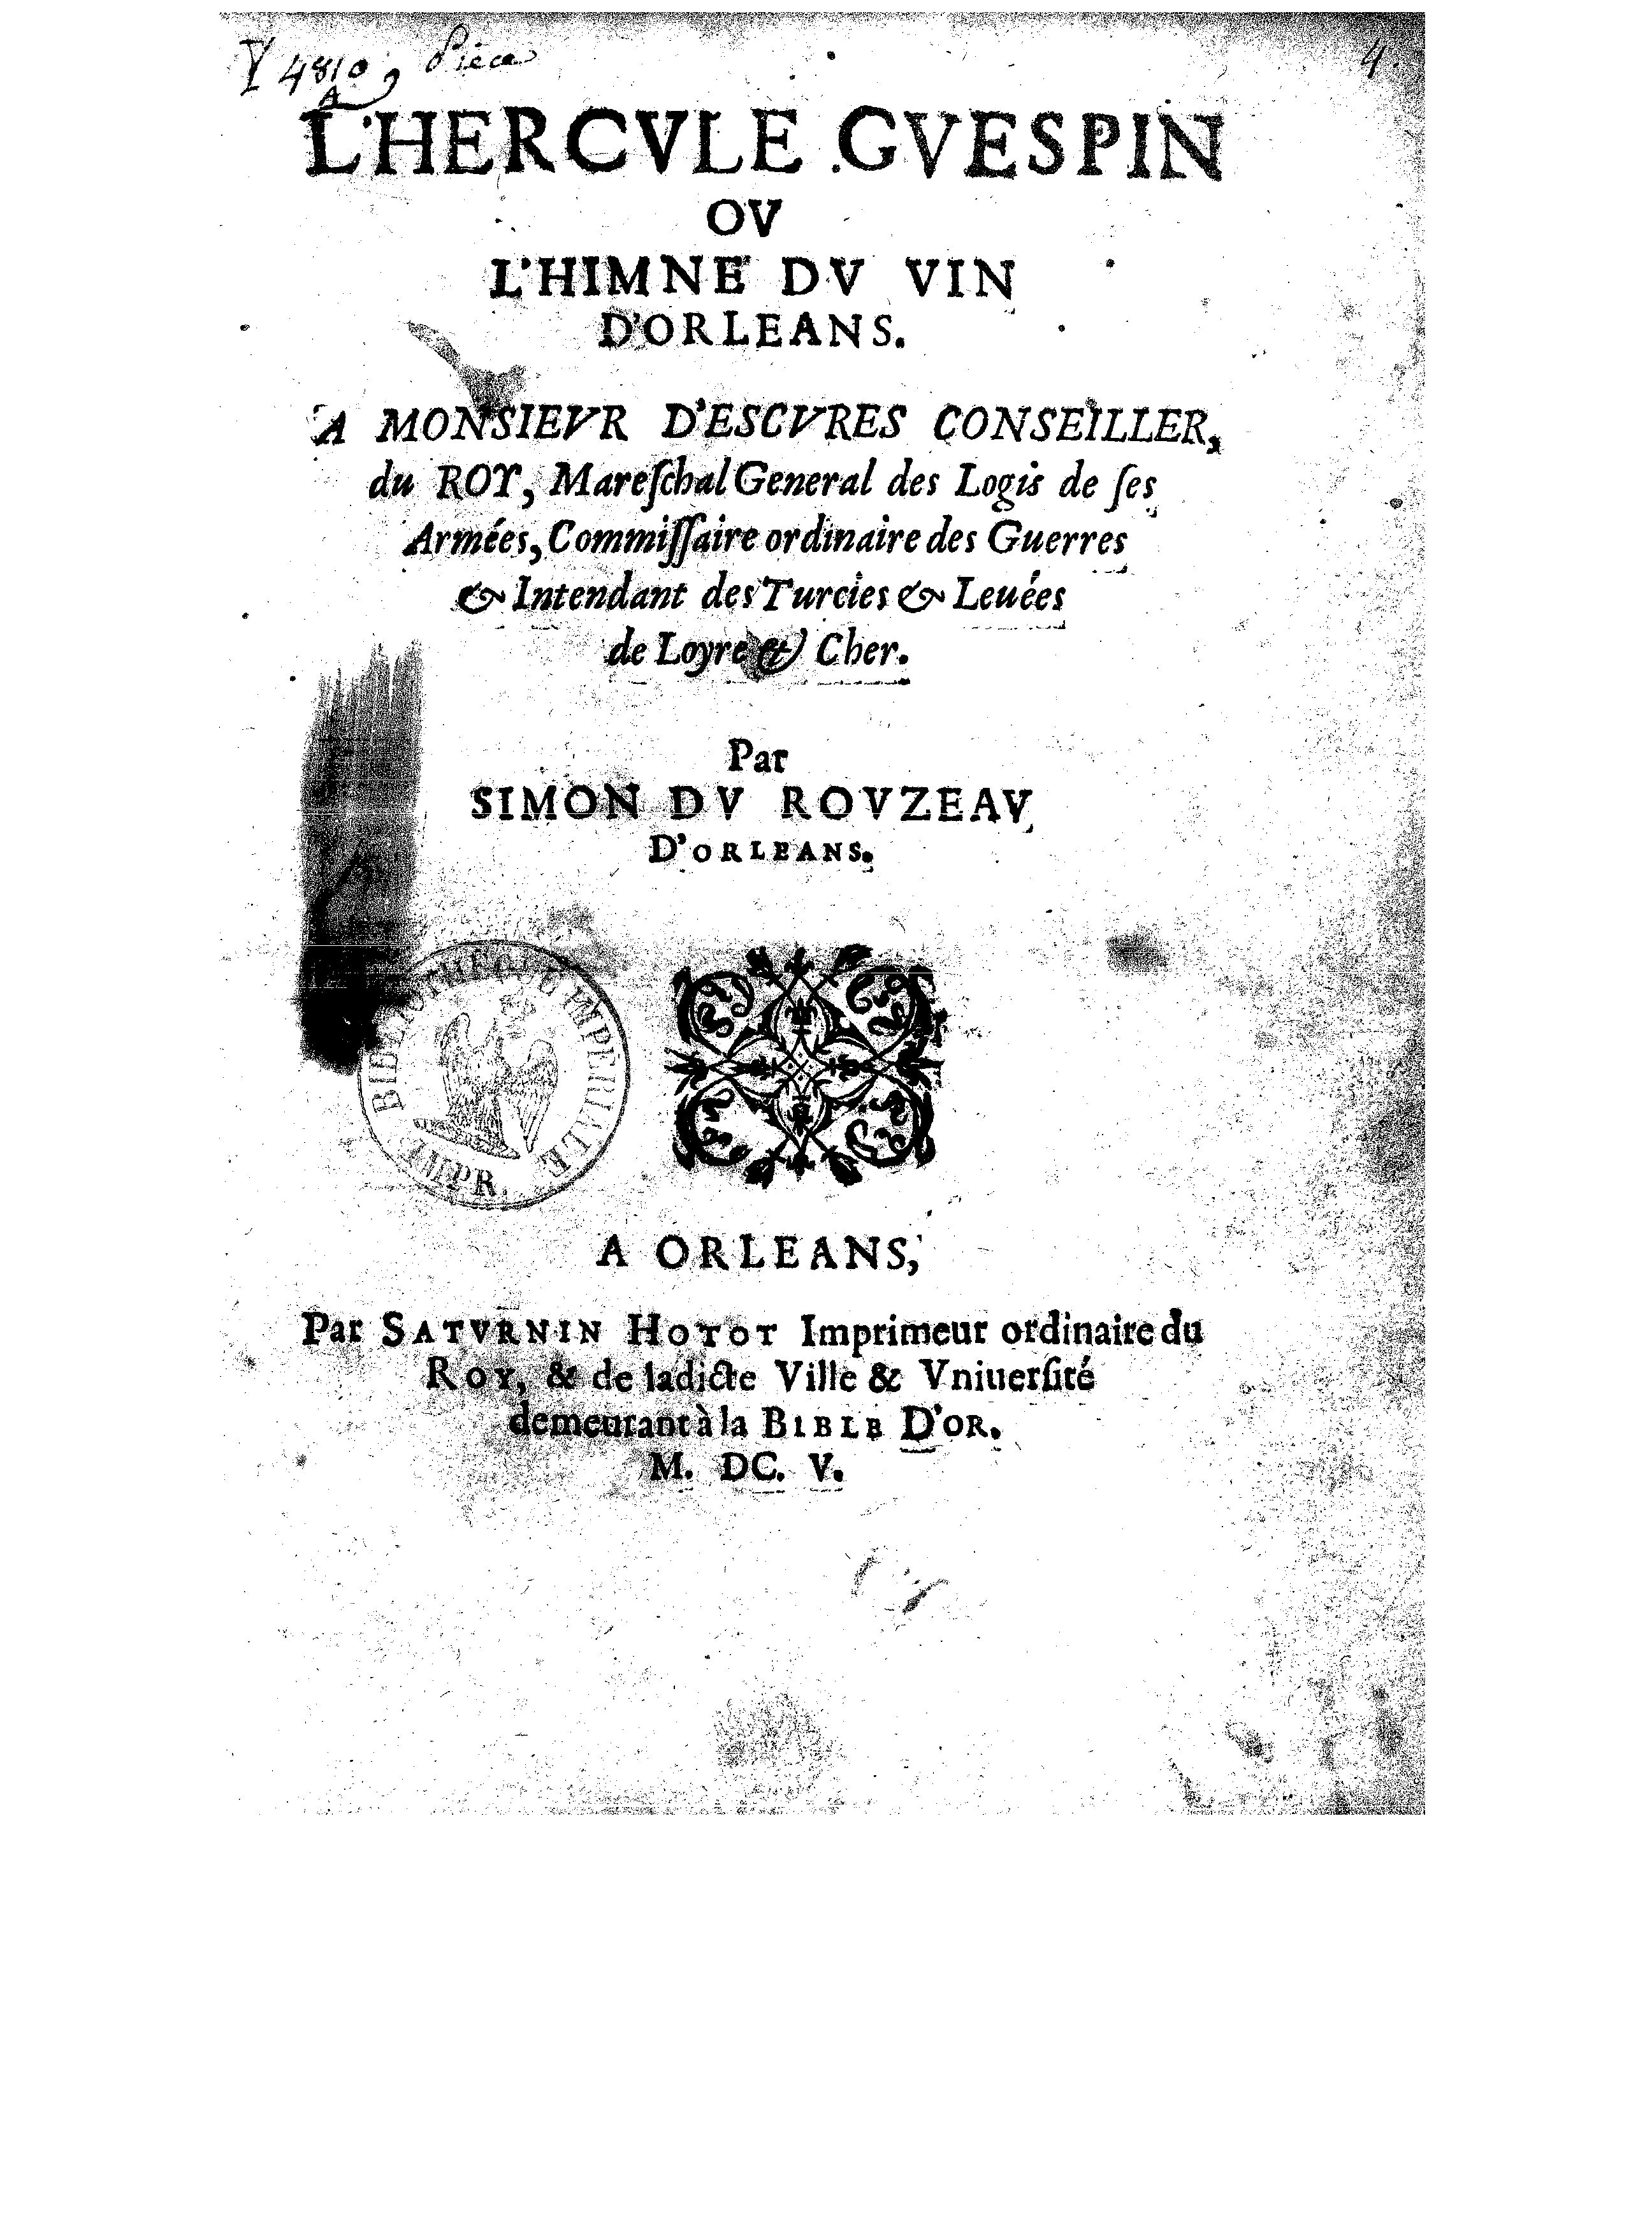 Y 4810, Pièce
A
4.
L'HERCVLE GVESPIN
OV
L'HIMNE DV VIN
D'ORLEANS.
A MONSIEVR D'ESCVRES CONSEILLER,
du ROY, Mareſchal General des Logis de ſes
Armées, Commiſſaire ordinaire des Guerres
& Intendant des Turcies & Leuées
de Loyre & Cher.
Par
SIMON DV ROVZEAV
D'ORLEANS.
BIBLIOTHEQUE IMPERIALE
IMPR.
A ORLEANS,
Par SATVRNIN HOTOT Imprimeur ordinaire du
ROY, & de ladicte Ville & Vniuerſité
demeurant à la BIBLE D'OR.
M. DC. V.